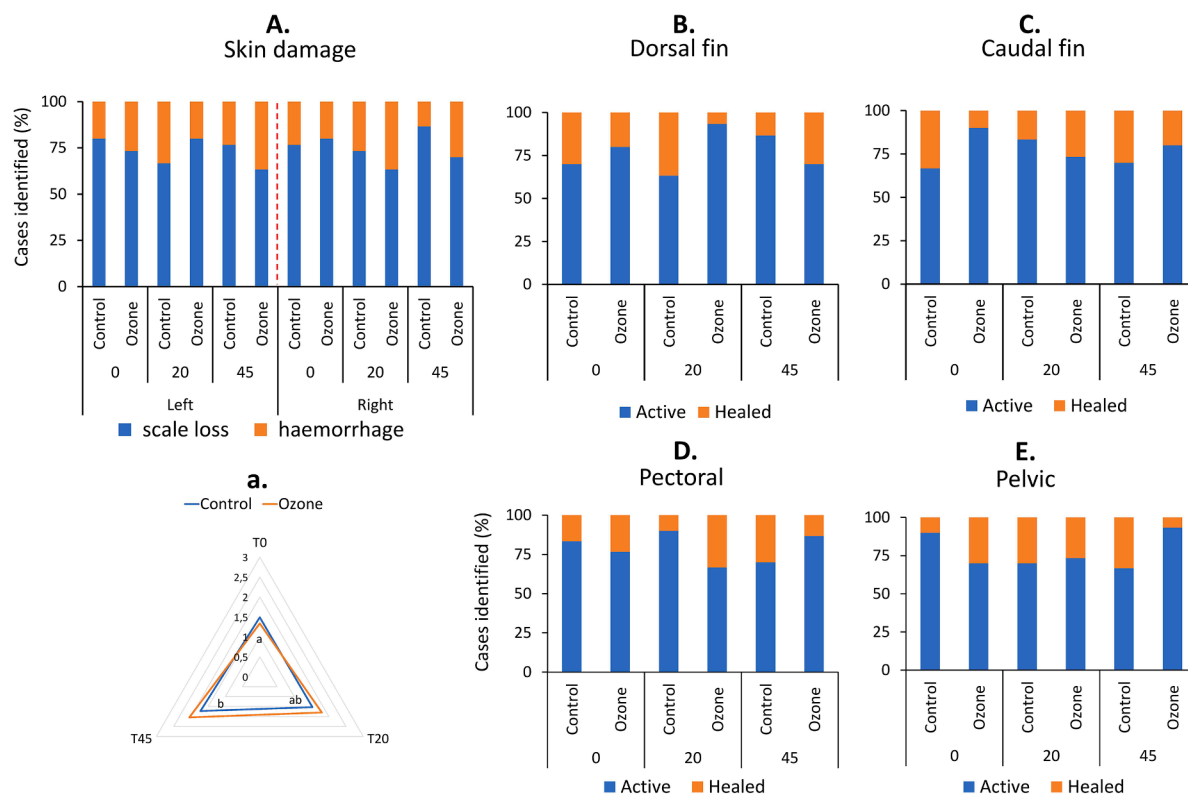 A.
Skin damage
Cases identified (%)
100
75
50
25
0
Control
Ozone
Control
Ozone
Control
Ozone
Control
Ozone
Control
Ozone
Control
Ozone
0
20
45
0
20
45
Left
Right
scale loss
haemorrhage
B.
Dorsal fin
100
75
50
25
0
Control
Ozone
Control
Ozone
Control
Ozone
0
20
45
Active
Healed
C.
Caudal fin
100
75
50
25
0
Control
Ozone
Control
Ozone
Control
Ozone
0
20
45
Active
Healed
a.
Control
Ozone
T0
3
2,5
2
1,5
1
0,5
0
a
b
ab
T45
T20
D.
Pectoral
Cases identified (%)
100
75
50
25
0
Control
Ozone
Control
Ozone
Control
Ozone
0
20
45
Active
Healed
E.
Pelvic
100
75
50
25
0
Control
Ozone
Control
Ozone
Control
Ozone
0
20
45
Active
Healed